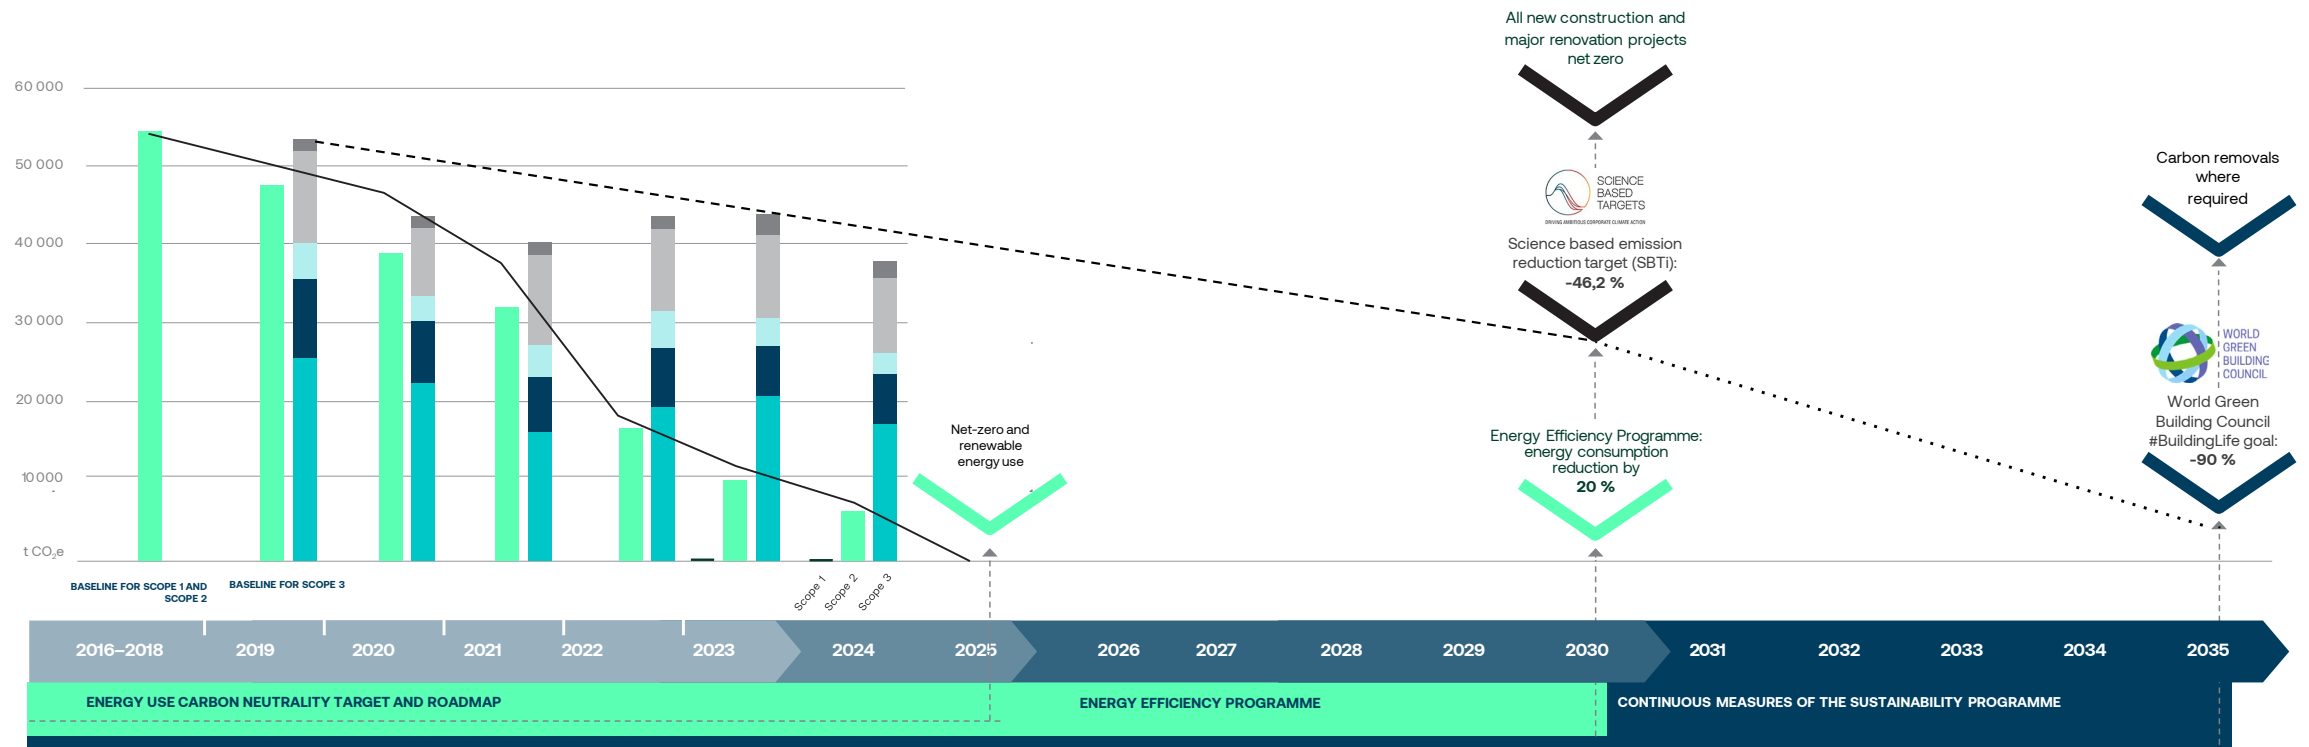 All new construction and
major renovation projects
net zero
60 000
50 000
40 000
30 000
20 000
10 000
t CO₂e
SCIENCE
BASED
TARGETS
DRIVING AMBITIOUS CORPORATE CLIMATE ACTION
Science based emission
reduction target (SBTi):
-46,2 %
Carbon removals
where
required
WORLD
GREEN
BUILDING
COUNCIL
World Green
Building Council
#BuildingLife goal:
-90 %
Net-zero and
renewable
energy use
Energy Efficiency Programme:
energy consumption
reduction by
20 %
BASELINE FOR SCOPE 1 AND
SCOPE 2
BASELINE FOR SCOPE 3
Scope 1
Scope 2
Scope 3
2016–2018 2019 2020 2021 2022 2023 2024 2025 2026 2027 2028 2029 2030 2031 2032 2033 2034 2035
ENERGY USE CARBON NEUTRALITY TARGET AND ROADMAP
ENERGY EFFICIENCY PROGRAMME
CONTINUOUS MEASURES OF THE SUSTAINABILITY PROGRAMME